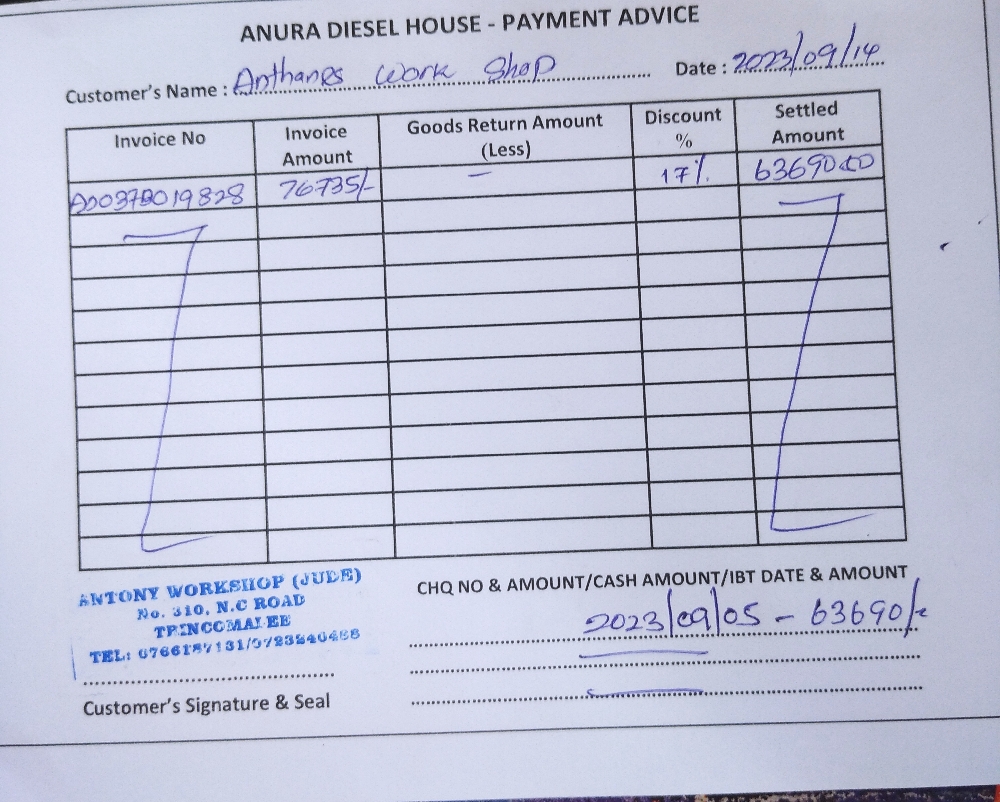 ANURA DIESEL HOUSE - PAYMENT ADVICE
Customer's Name : Anthanes Work Shop Date : 2023/09/14
Invoice No Invoice Amount Goods Return Amount (Less) Discount % Settled Amount
76735/- — 17% 63690
CHQ NO & AMOUNT/CASH AMOUNT/IBT DATE & AMOUNT
2023/09/05 - 63690/-
ANTONY WORKSHOP (JUDE)
No. 310, N.C ROAD
TRINCOMALEE
TEL:
Customer's Signature & Seal